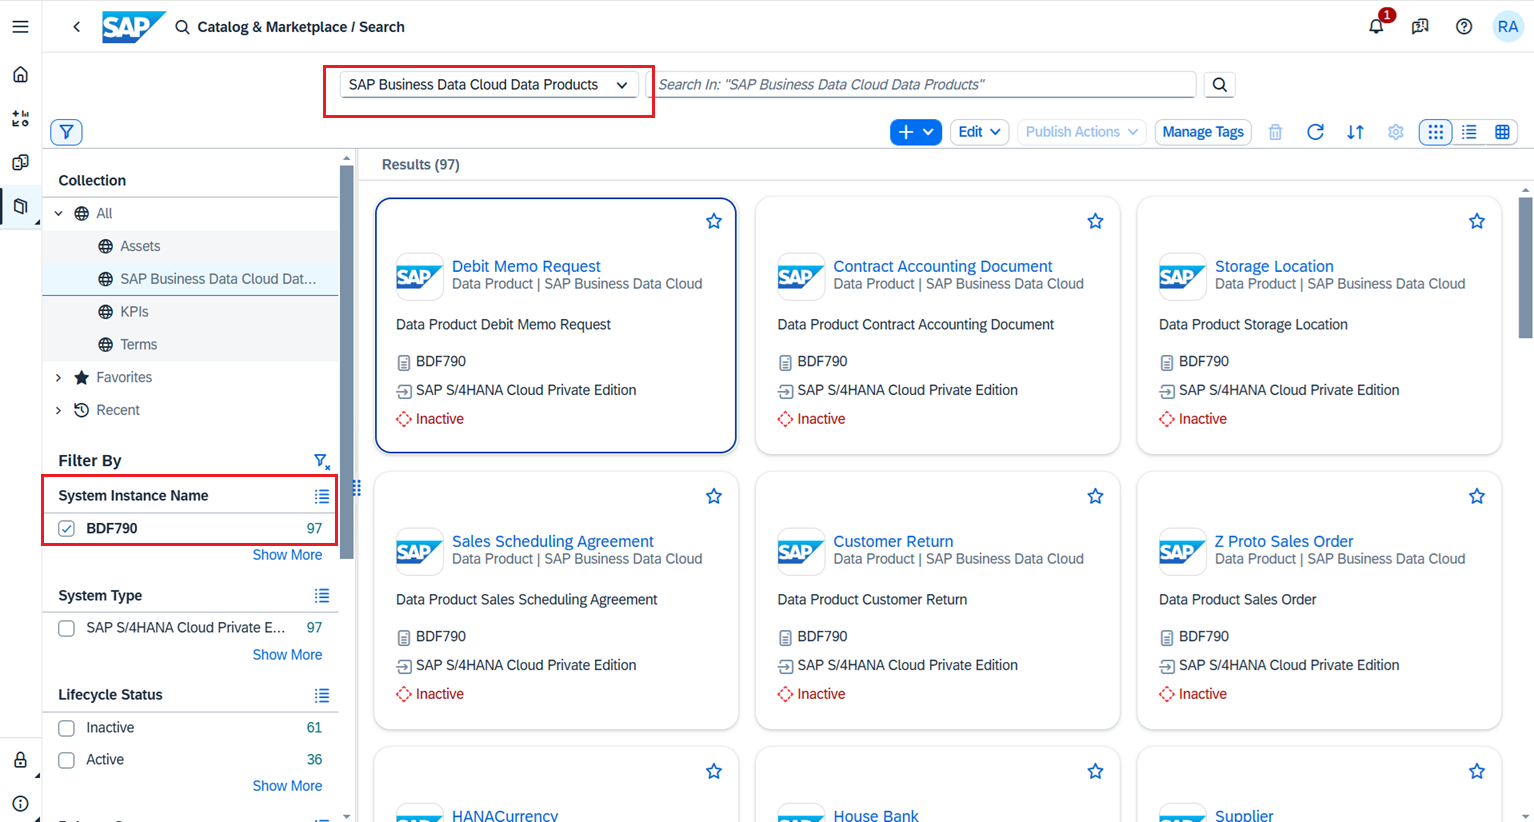 SAP Catalog & Marketplace / Search
1
RA
SAP Business Data Cloud Data Products
Search In: "SAP Business Data Cloud Data Products"
Edit
Publish Actions
Manage Tags
Collection
All
Assets
SAP Business Data Cloud Dat...
KPIs
Terms
Favorites
Recent
Filter By
System Instance Name
BDF790 97
Show More
System Type
SAP S/4HANA Cloud Private E... 97
Show More
Lifecycle Status
Inactive 61
Active 36
Show More
Results (97)
SAP
Debit Memo Request
Data Product | SAP Business Data Cloud
Data Product Debit Memo Request
BDF790
SAP S/4HANA Cloud Private Edition
Inactive
SAP
Contract Accounting Document
Data Product | SAP Business Data Cloud
Data Product Contract Accounting Document
BDF790
SAP S/4HANA Cloud Private Edition
Inactive
SAP
Storage Location
Data Product | SAP Business Data Cloud
Data Product Storage Location
BDF790
SAP S/4HANA Cloud Private Edition
Inactive
SAP
Sales Scheduling Agreement
Data Product | SAP Business Data Cloud
Data Product Sales Scheduling Agreement
BDF790
SAP S/4HANA Cloud Private Edition
Inactive
SAP
Customer Return
Data Product | SAP Business Data Cloud
Data Product Customer Return
BDF790
SAP S/4HANA Cloud Private Edition
Inactive
SAP
Z Proto Sales Order
Data Product | SAP Business Data Cloud
Data Product Sales Order
BDF790
SAP S/4HANA Cloud Private Edition
Inactive
HANACurrency
House Bank
Supplier